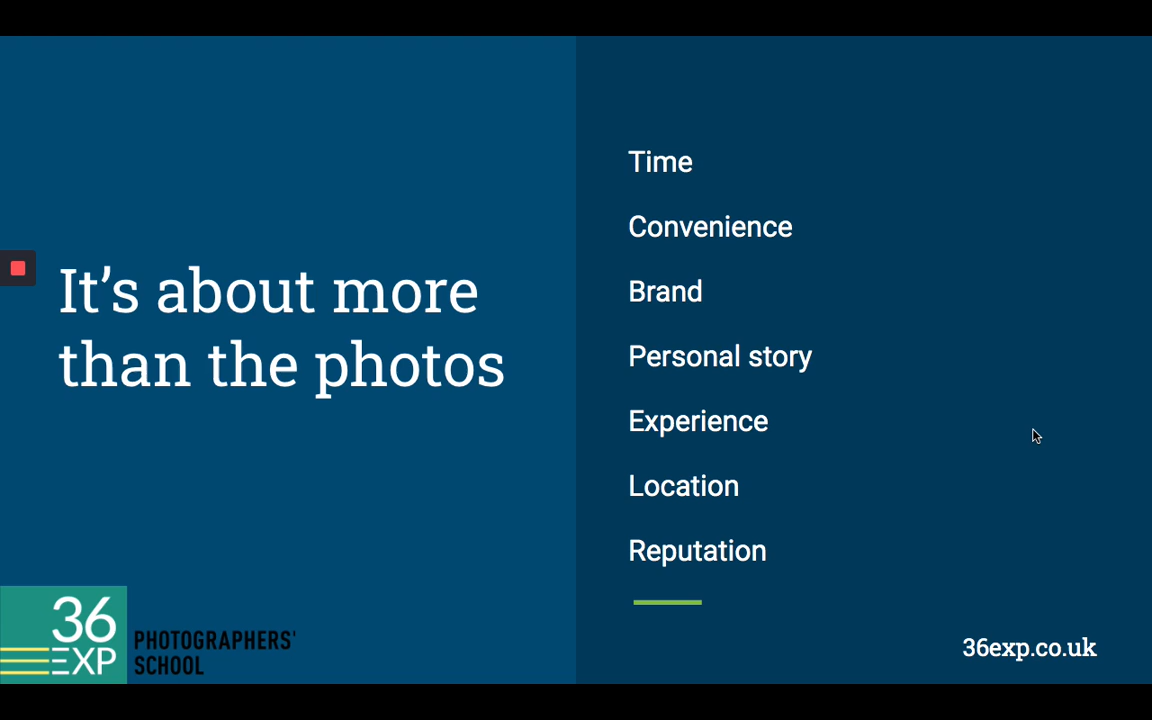 It’s about more
than the photos
Time
Convenience
Brand
Personal story
Experience
Location
Reputation
36
EXP
PHOTOGRAPHERS'
SCHOOL
36exp.co.uk